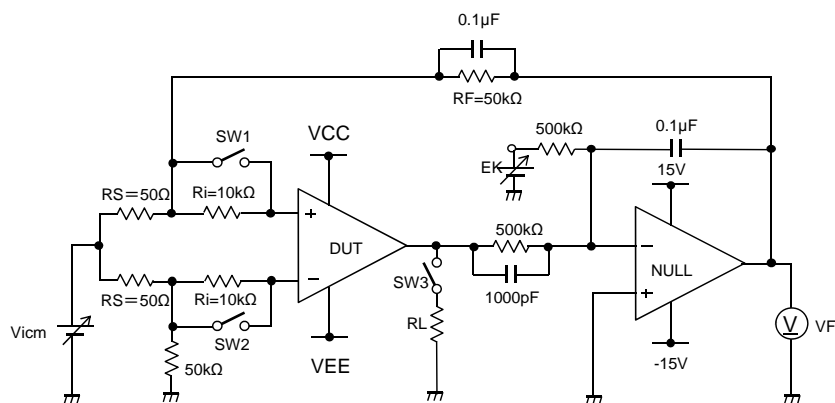 0.1μF
RF=50kΩ
SW1
VCC
500kΩ
0.1μF
EK
15V
RS=50Ω
Ri=10kΩ
+
DUT
500kΩ
−
NULL
RS=50Ω
Ri=10kΩ
−
SW3
1000pF
+
V
VF
Vicm
SW2
RL
50kΩ
VEE
-15V